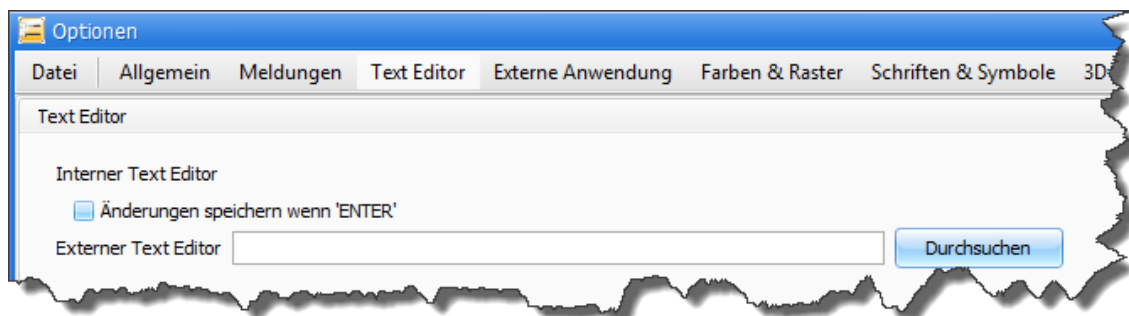 Optionen
Datei Allgemein Meldungen Text Editor Externe Anwendung Farben & Raster Schriften & Symbole 3D
Text Editor
Interner Text Editor
Änderungen speichern wenn 'ENTER'
Externer Text Editor Durchsuchen